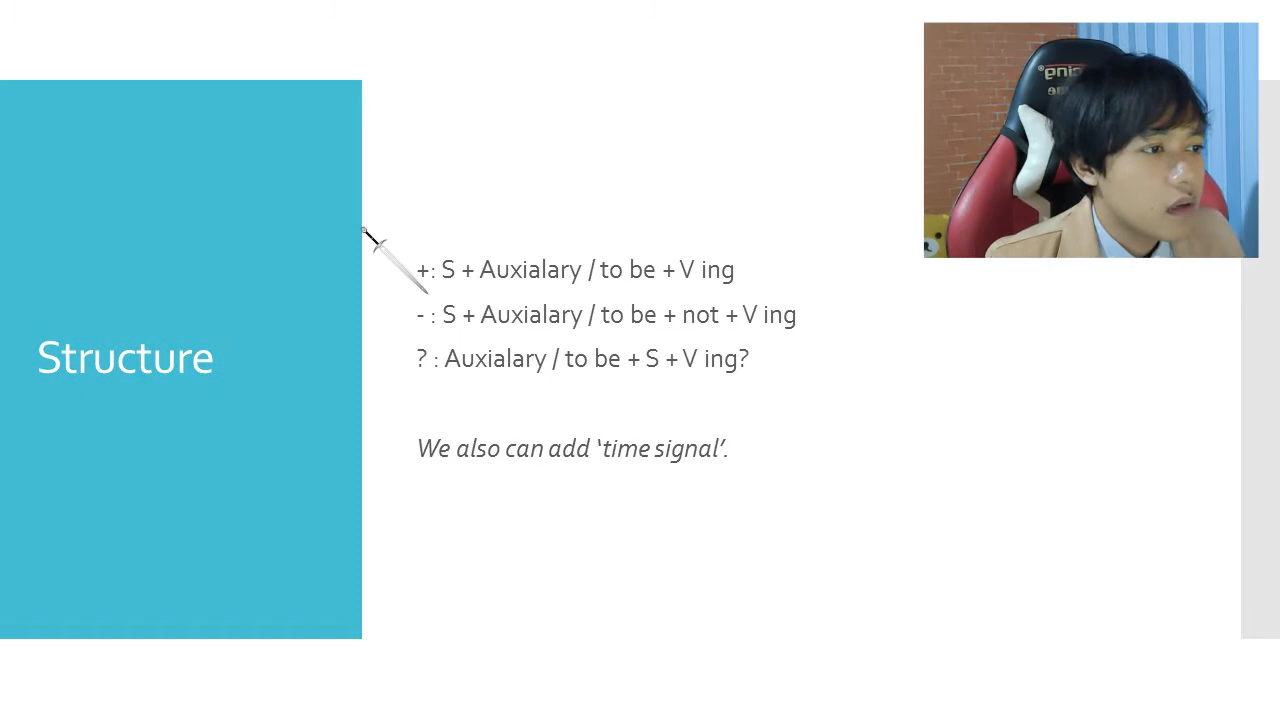 Structure
+: S + Auxialary / to be + V ing
- : S + Auxialary / to be + not + V ing
? : Auxialary / to be + S + V ing?
We also can add ‘time signal’.